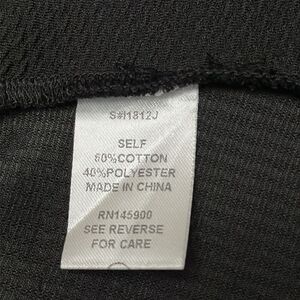 S#I1812J
SELF
60%COTTON
40%POLYESTER
MADE IN CHINA
RN145900
SEE REVERSE
FOR CARE